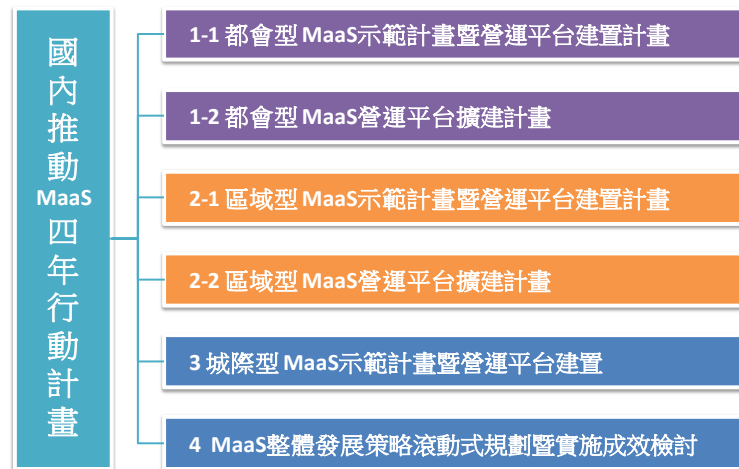 國內推動MaaS四年行動計畫
1-1 都會型 MaaS示範計畫暨營運平台建置計畫
1-2 都會型 MaaS營運平台擴建計畫
2-1 區域型 MaaS示範計畫暨營運平台建置計畫
2-2 區域型 MaaS營運平台擴建計畫
3 城際型 MaaS示範計畫暨營運平台建置
4 MaaS整體發展策略滾動式規劃暨實施成效檢討